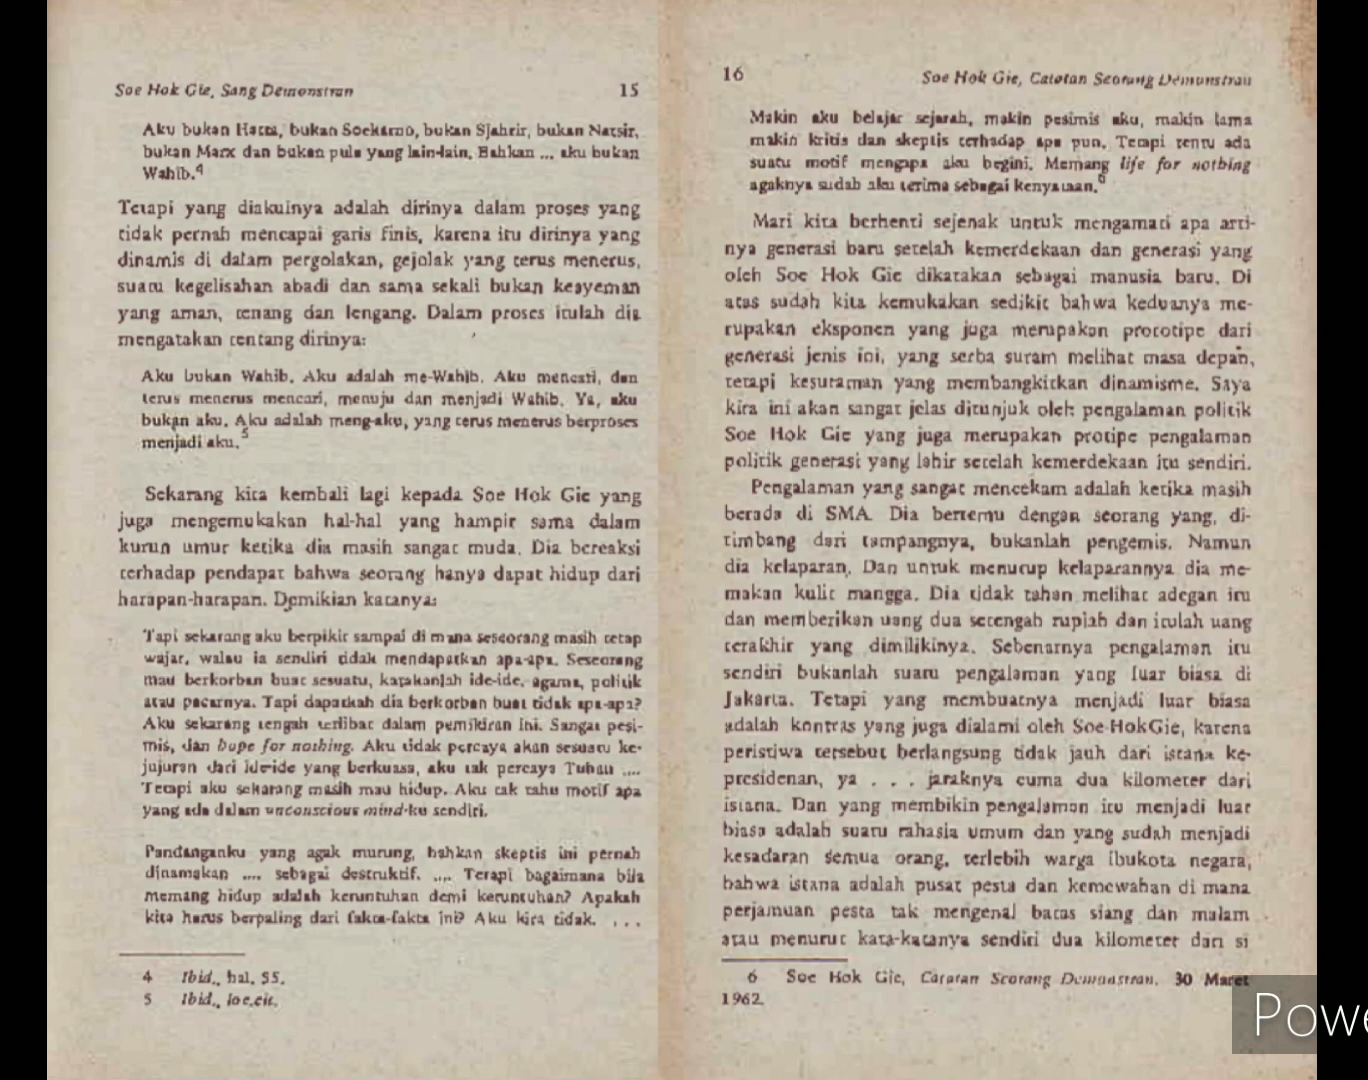 Soe Hok Gie, Sang Demonstran 15
Aku bukan Hatta, bukan Soekarno, bukan Sjahrir, bukan Natsir,
bukan Marx dan bukan pula yang lain-lain. Bahkan ... aku bukan
Wahib.4
Tetapi yang diakuinya adalah dirinya dalam proses yang
tidak pernah mencapai garis finis, karena itu dirinya yang
dinamis di dalam pergolakan, gejolak yang terus menerus,
suatu kegelisahan abadi dan sama sekali bukan keayeman
yang aman, tenang dan lengang. Dalam proses itulah dia
mengatakan tentang dirinya:
Aku bukan Wahib. Aku adalah me-Wahib. Aku mencari, dan
terus menerus mencari, menuju dan menjadi Wahib. Ya, aku
bukan aku. Aku adalah meng-aku, yang terus menerus berproses
menjadi aku.5
Sekarang kita kembali lagi kepada Soe Hok Gie yang
juga mengemukakan hal-hal yang hampir sama dalam
kurun umur ketika dia masih sangat muda. Dia bereaksi
terhadap pendapat bahwa seorang hanya dapat hidup dari
harapan-harapan. Demikian katanya:
Tapi sekarang aku berpikir sampai di mana seseorang masih tetap
wajar, walau ia sendiri tidak mendapatkan apa-apa. Seseorang
mau berkorban buat sesuatu, katakanlah ide-ide, agama, politik
atau pacarnya. Tapi dapatkah dia berkorban buat tidak apa-apa?
Aku sekarang tengah terlibat dalam pemikiran ini. Sangat pesi-
mis, dan hope for nothing. Aku tidak percaya akan sesuatu ke-
jujuran dari ide-ide yang berkuasa, aku tak percaya Tuhan ....
Tetapi aku sekarang masih mau hidup. Aku tak tahu motif apa
yang ada dalam unconscious mind-ku sendiri.
Pandanganku yang agak murung, bahkan skeptis ini pernah
dinamakan .... sebagai destruktif. .... Tetapi bagaimana bila
memang hidup adalah keruntuhan demi keruntuhan? Apakah
kita harus berpaling dari fakta-fakta ini? Aku kira tidak. . . .
4 Ibid., hal. 55.
5 Ibid., loc.cit.
16 Soe Hok Gie, Catatan Seorang Demonstran
Makin aku belajar sejarah, makin pesimis aku, makin lama
makin kritis dan skeptis terhadap apa pun. Tetapi tentu ada
suatu motif mengapa aku begini. Memang life for nothing
agaknya sudah aku terima sebagai kenyataan.6
Mari kita berhenti sejenak untuk mengamati apa arti-
nya generasi baru setelah kemerdekaan dan generasi yang
oleh Soe Hok Gie dikatakan sebagai manusia baru. Di
atas sudah kita kemukakan sedikit bahwa keduanya me-
rupakan eksponen yang juga merupakan prototipe dari
generasi jenis ini, yang serba suram melihat masa depan,
tetapi kesuraman yang membangkitkan dinamisme. Saya
kira ini akan sangat jelas ditunjuk oleh pengalaman politik
Soe Hok Gie yang juga merupakan protipe pengalaman
politik generasi yang lahir setelah kemerdekaan itu sendiri.
Pengalaman yang sangat mencekam adalah ketika masih
berada di SMA. Dia bertemu dengan seorang yang, di-
timbang dari tampangnya, bukanlah pengemis. Namun
dia kelaparan. Dan untuk menutup kelaparannya dia me-
makan kulit mangga. Dia tidak tahan melihat adegan itu
dan memberikan uang dua setengah rupiah dan itulah uang
terakhir yang dimilikinya. Sebenarnya pengalaman itu
sendiri bukanlah suatu pengalaman yang luar biasa di
Jakarta. Tetapi yang membuatnya menjadi luar biasa
adalah kontras yang juga dialami oleh Soe-HokGie, karena
peristiwa tersebut berlangsung tidak jauh dari istana ke-
presidenan, ya . . . jaraknya cuma dua kilometer dari
istana. Dan yang membikin pengalaman itu menjadi luar
biasa adalah suatu rahasia umum dan yang sudah menjadi
kesadaran semua orang, terlebih warga ibukota negara,
bahwa istana adalah pusat pesta dan kemewahan di mana
perjamuan pesta tak mengenal batas siang dan malam
atau menurut kata-katanya sendiri dua kilometer dari si
6 Soe Hok Gie, Catatan Seorang Demonstran, 30 Maret
1962.